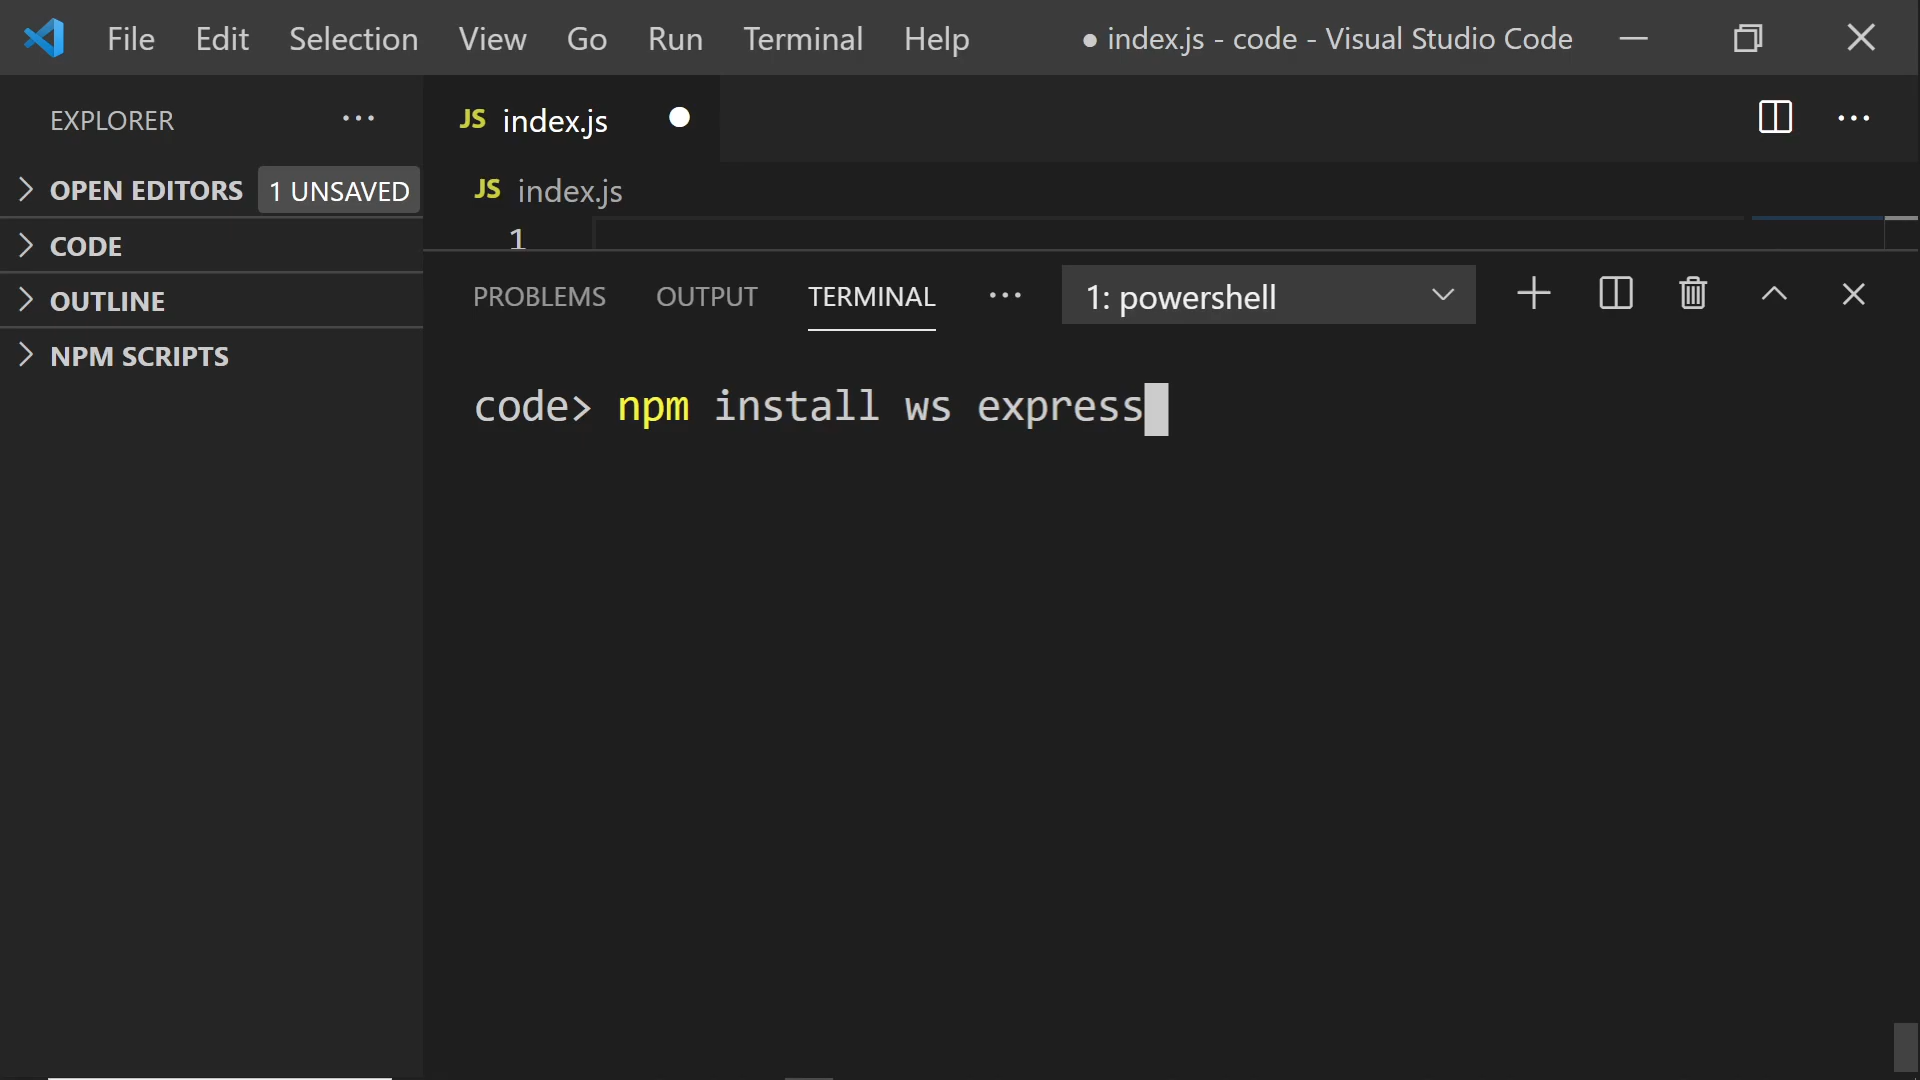 File Edit Selection View Go Run Terminal Help ● index.js - code - Visual Studio Code
EXPLORER ···
JS index.js ●
OPEN EDITORS 1 UNSAVED
JS index.js
1
CODE
OUTLINE
NPM SCRIPTS
PROBLEMS OUTPUT TERMINAL ··· 1: powershell
code> npm install ws express